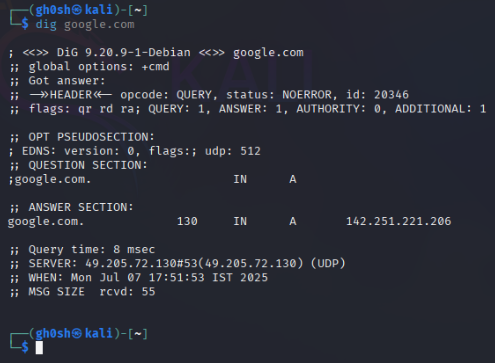 ┌──(gh0sh㉿kali)-[~]
└─$ dig google.com

; <<>> DiG 9.20.9-1-Debian <<>> google.com
;; global options: +cmd
;; Got answer:
;; ->>HEADER<<- opcode: QUERY, status: NOERROR, id: 20346
;; flags: qr rd ra; QUERY: 1, ANSWER: 1, AUTHORITY: 0, ADDITIONAL: 1

;; OPT PSEUDOSECTION:
; EDNS: version: 0, flags:; udp: 512
;; QUESTION SECTION:
;google.com. IN A

;; ANSWER SECTION:
google.com. 130 IN A 142.251.221.206

;; Query time: 8 msec
;; SERVER: 49.205.72.130#53(49.205.72.130) (UDP)
;; WHEN: Mon Jul 07 17:51:53 IST 2025
;; MSG SIZE rcvd: 55

┌──(gh0sh㉿kali)-[~]
└─$